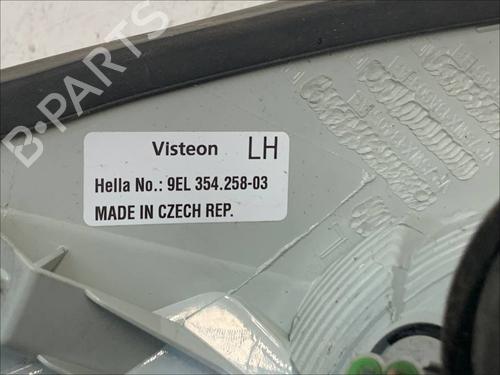 B-PARTS
Visteon LH
Hella No.: 9EL 354.258-03
MADE IN CZECH REP.